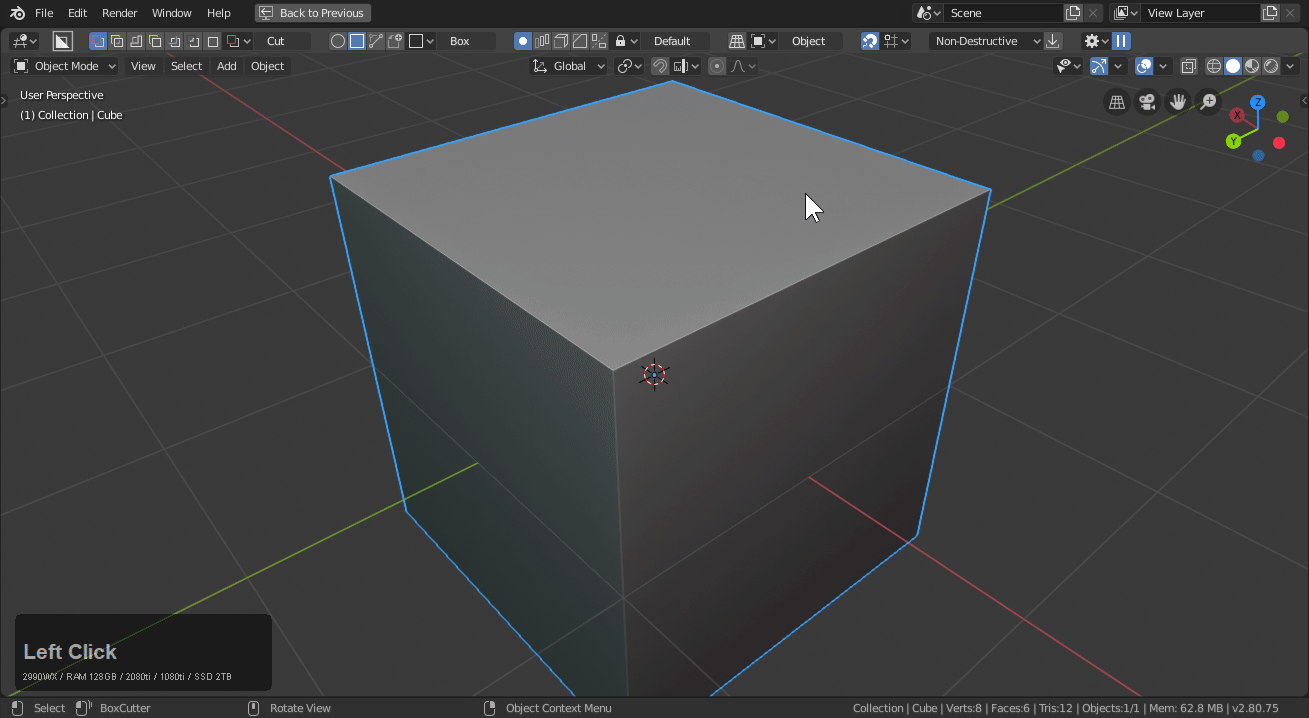 File Edit Render Window Help Back to Previous Scene View Layer
Cut Box Default Object Non-Destructive
Object Mode View Select Add Object Global
User Perspective
(1) Collection | Cube
Z
X
Y
Left Click
2990WX / RAM 128GB / 2080ti / 1080ti / SSD 2TB
Select BoxCutter Rotate View Object Context Menu Collection | Cube | Verts:8 | Faces:6 | Tris:12 | Objects:1/1 | Mem: 62.8 MB | v2.80.75